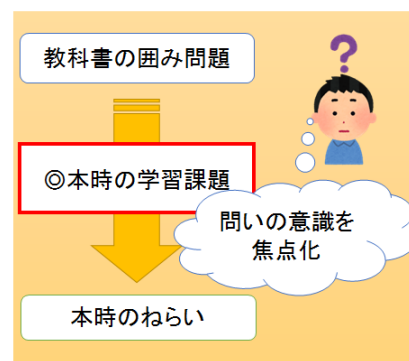 教科書の囲み問題
?
◎本時の学習課題
問いの意識を
焦点化
本時のねらい